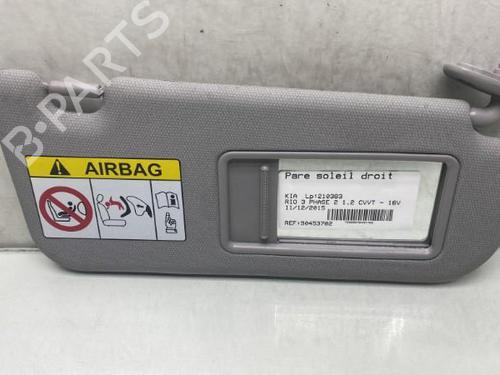 B-PARTS
AIRBAG
Pare soleil droit
KIA Lp:210383
RIO 3 PHASE 2 1.2 CVVT - 16V
11/12/2015
REF:50453702